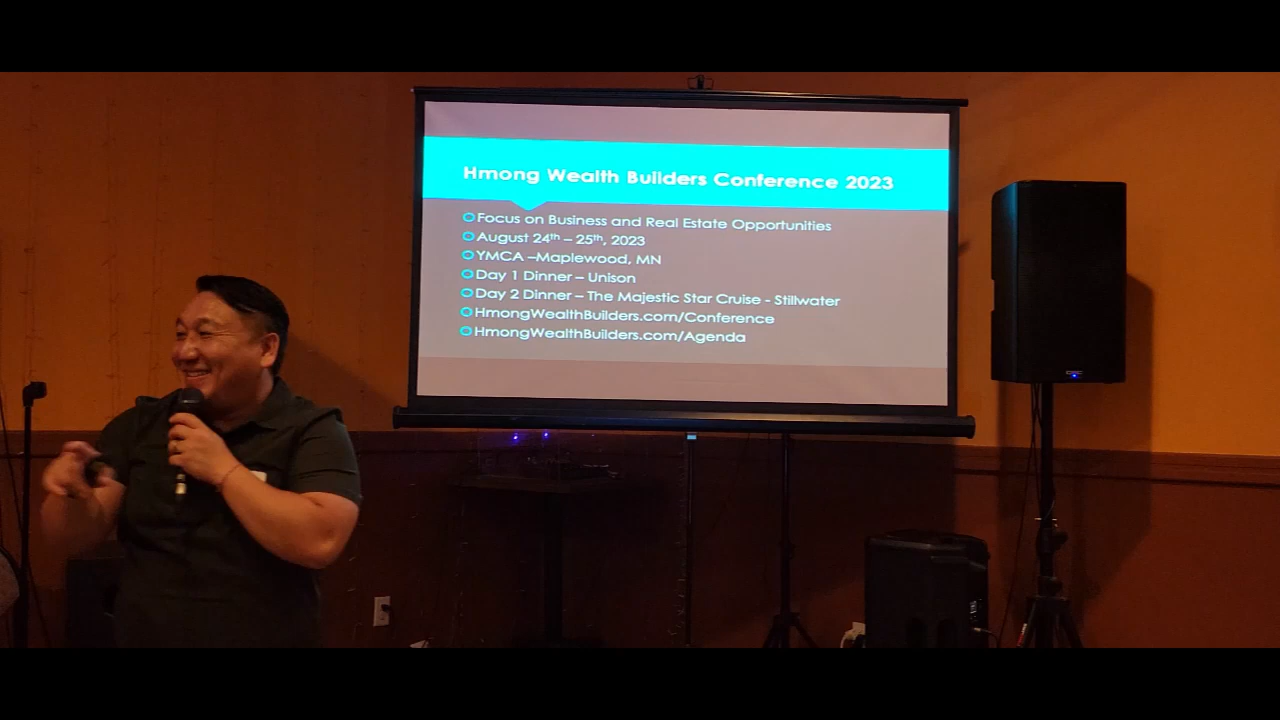 Hmong Wealth Builders Conference 2023
Focus on Business and Real Estate Opportunities
August 24th – 25th, 2023
YMCA –Maplewood, MN
Day 1 Dinner – Unison
Day 2 Dinner – The Majestic Star Cruise - Stillwater
HmongWealthBuilders.com/Conference
HmongWealthBuilders.com/Agenda
QSC